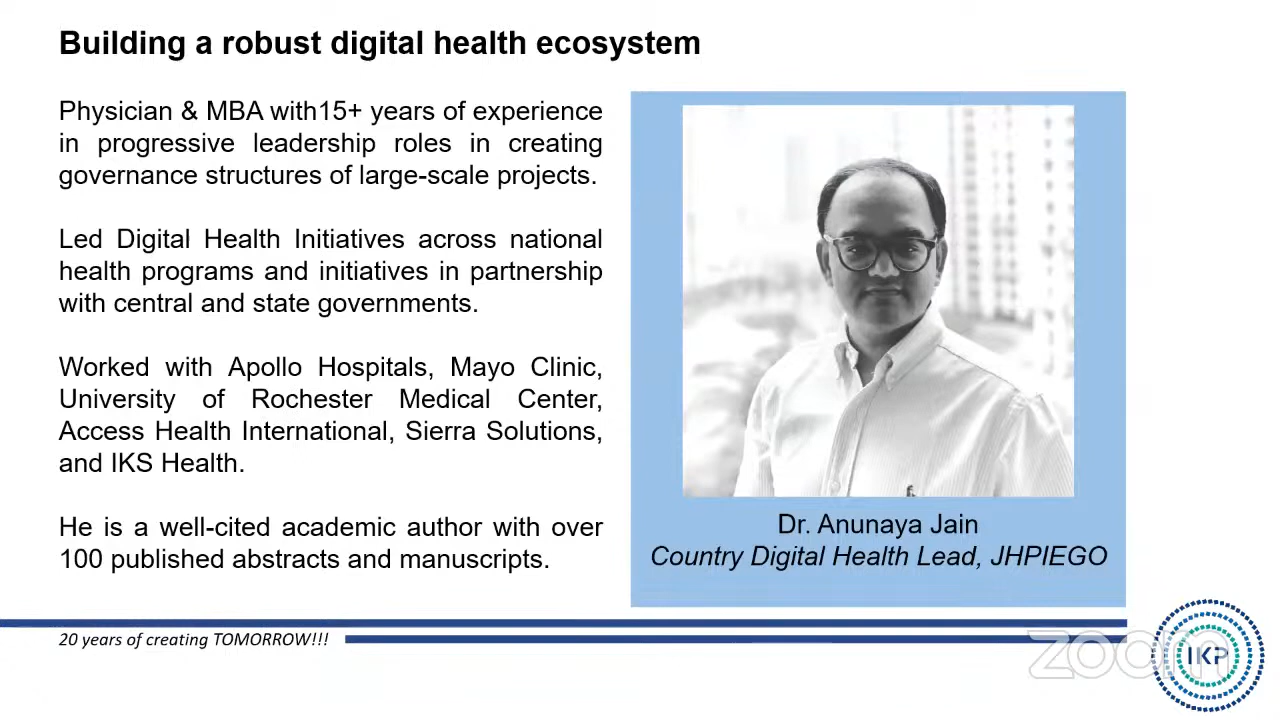 Building a robust digital health ecosystem
Physician & MBA with15+ years of experience
in progressive leadership roles in creating
governance structures of large-scale projects.
Led Digital Health Initiatives across national
health programs and initiatives in partnership
with central and state governments.
Worked with Apollo Hospitals, Mayo Clinic,
University of Rochester Medical Center,
Access Health International, Sierra Solutions,
and IKS Health.
He is a well-cited academic author with over
100 published abstracts and manuscripts.
Dr. Anunaya Jain
Country Digital Health Lead, JHPIEGO
20 years of creating TOMORROW!!!
zoom
IKP